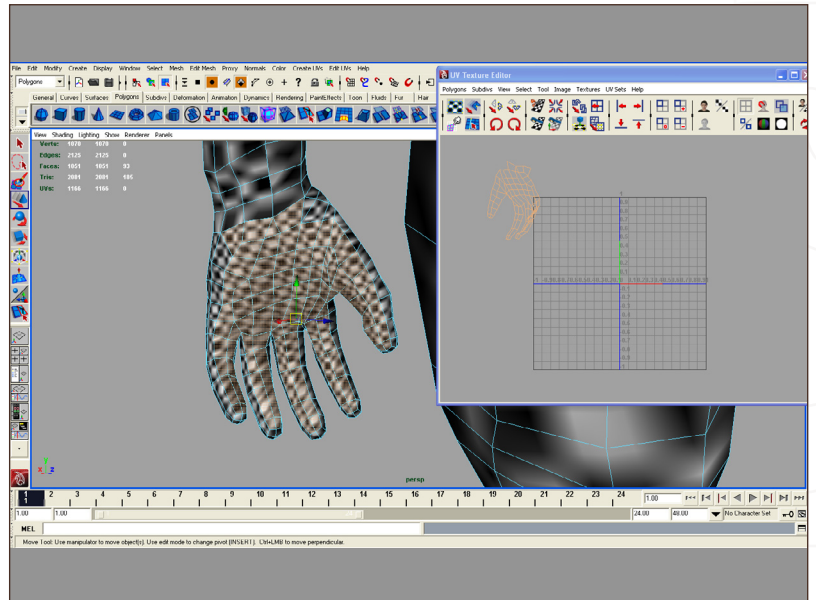 File Edit Modify Create Display Window Select Mesh Edit Mesh Proxy Normals Color Create UVs Edit UVs Help
Polygons
General Curves Surfaces Polygons Subdivs Deformation Animation Dynamics Rendering PaintEffects Toon Fluids Fur Hair
View Shading Lighting Show Renderer Panels
Verts: 1070 1070 0
Edges: 2125 2125 0
Faces: 1051 1051 93
Tris: 2081 2081 185
UVs: 1166 1166 0
UV Texture Editor
Polygons Subdivs View Select Tool Image Textures UV Sets Help
persp
1 2 3 4 5 6 7 8 9 10 11 12 13 14 15 16 17 18 19 20 21 22 23 24
1
1.00
1.00 1.00 24.00 48.00 No Character Set
MEL
Move Tool: Use manipulator to move object(s). Use edit mode to change pivot (INSERT). Ctrl+LMB to move perpendicular.